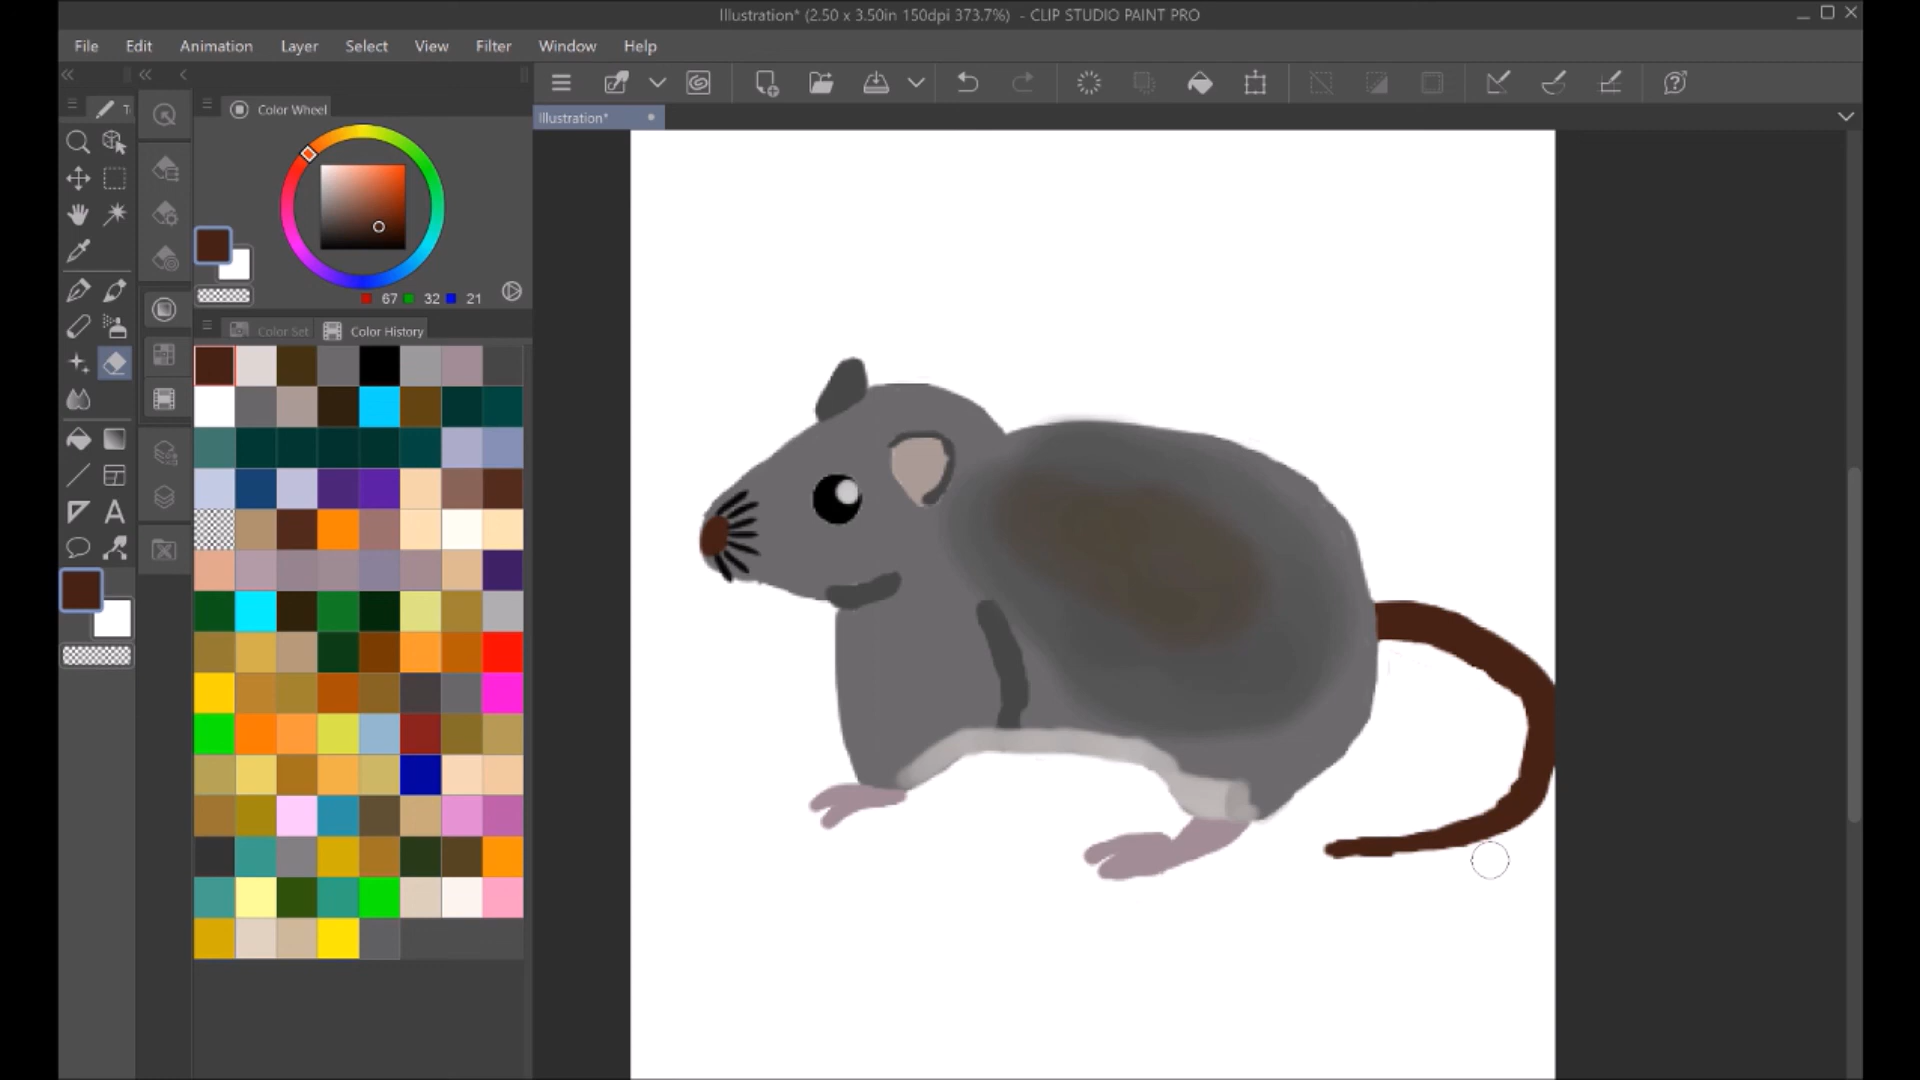 Illustration* (2.50 x 3.50in 150dpi 373.7%) - CLIP STUDIO PAINT PRO
File Edit Animation Layer Select View Filter Window Help
Color Wheel
Illustration*
67 32 21
Color Set Color History